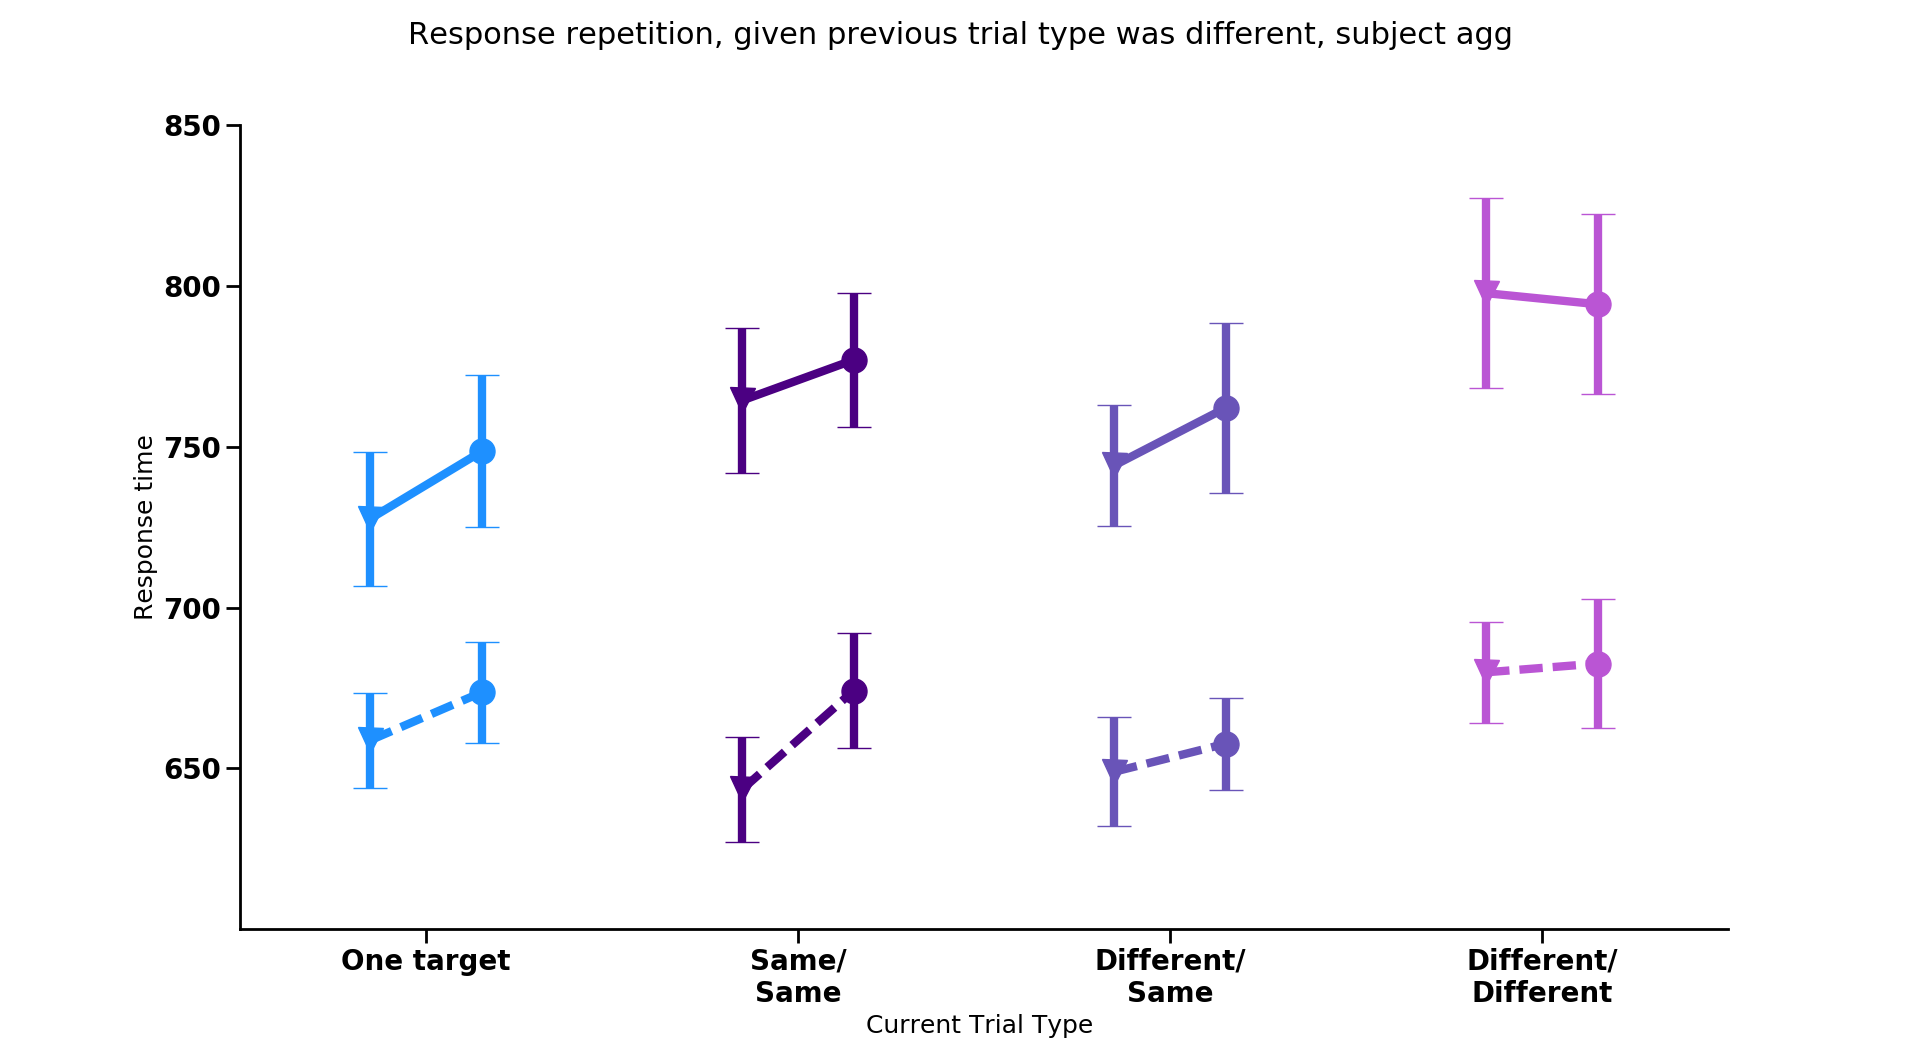 Response repetition, given previous trial type was different, subject agg
850
800
750
700
650
Response time
One target
Same/
Same
Different/
Same
Different/
Different
Current Trial Type